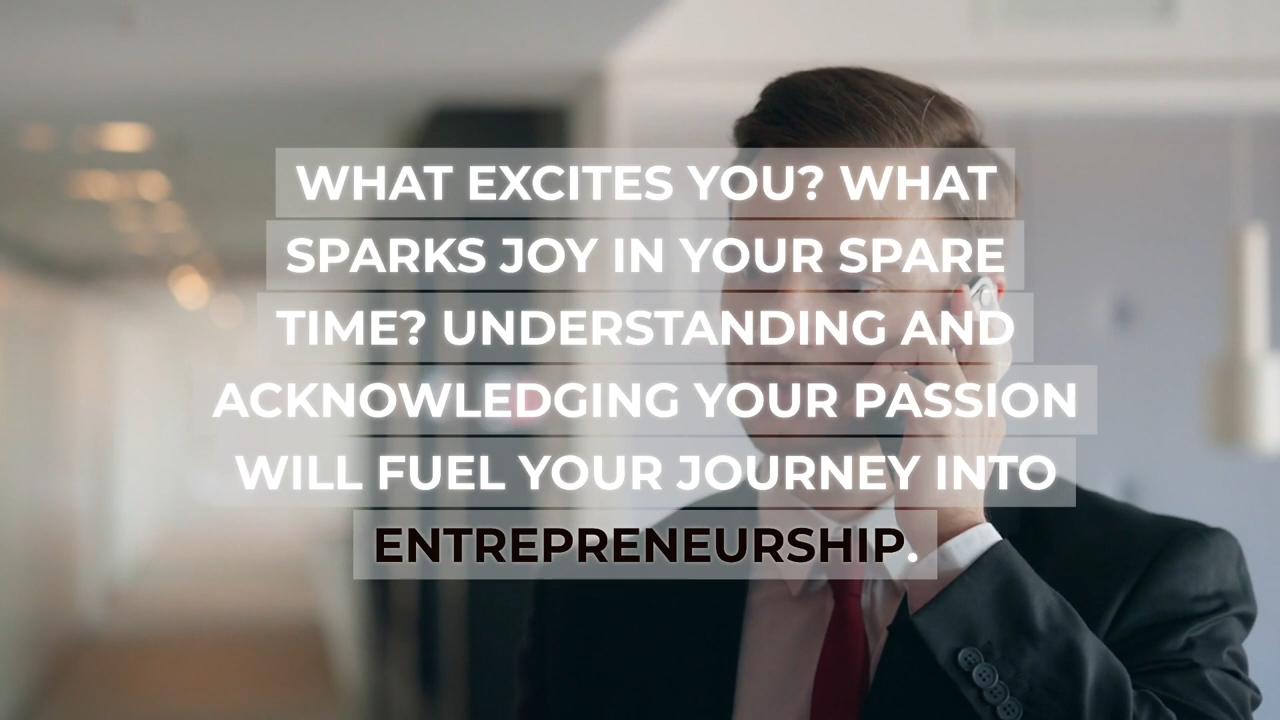 WHAT EXCITES YOU? WHAT
SPARKS JOY IN YOUR SPARE
TIME? UNDERSTANDING AND
ACKNOWLEDGING YOUR PASSION
WILL FUEL YOUR JOURNEY INTO
ENTREPRENEURSHIP.